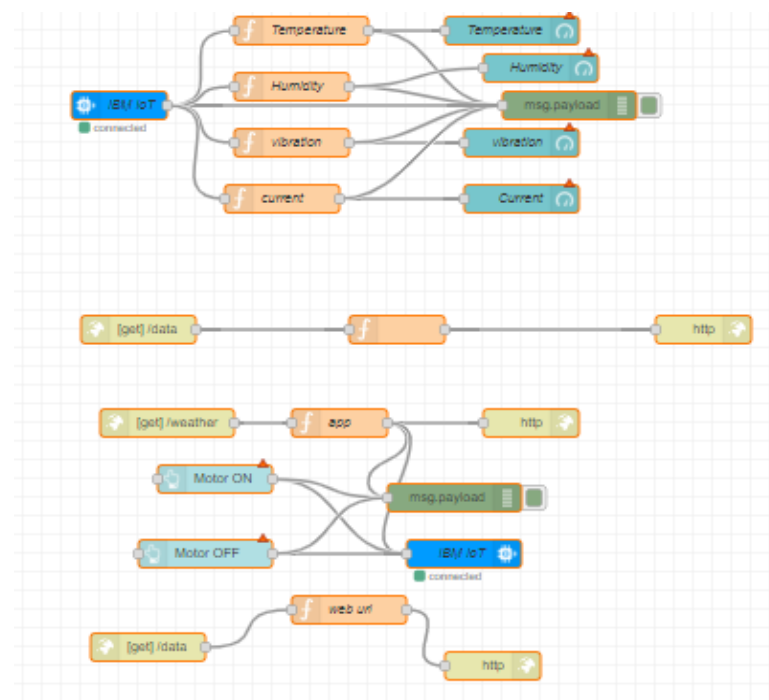 Temperature
Temperature
Humidity
Humidity
IBM IoT
msg.payload
connected
vibration
vibration
current
Current
[get] /data
http
[get] /weather
app
http
Motor ON
msg.payload
Motor OFF
IBM IoT
connected
web url
[get] /data
http